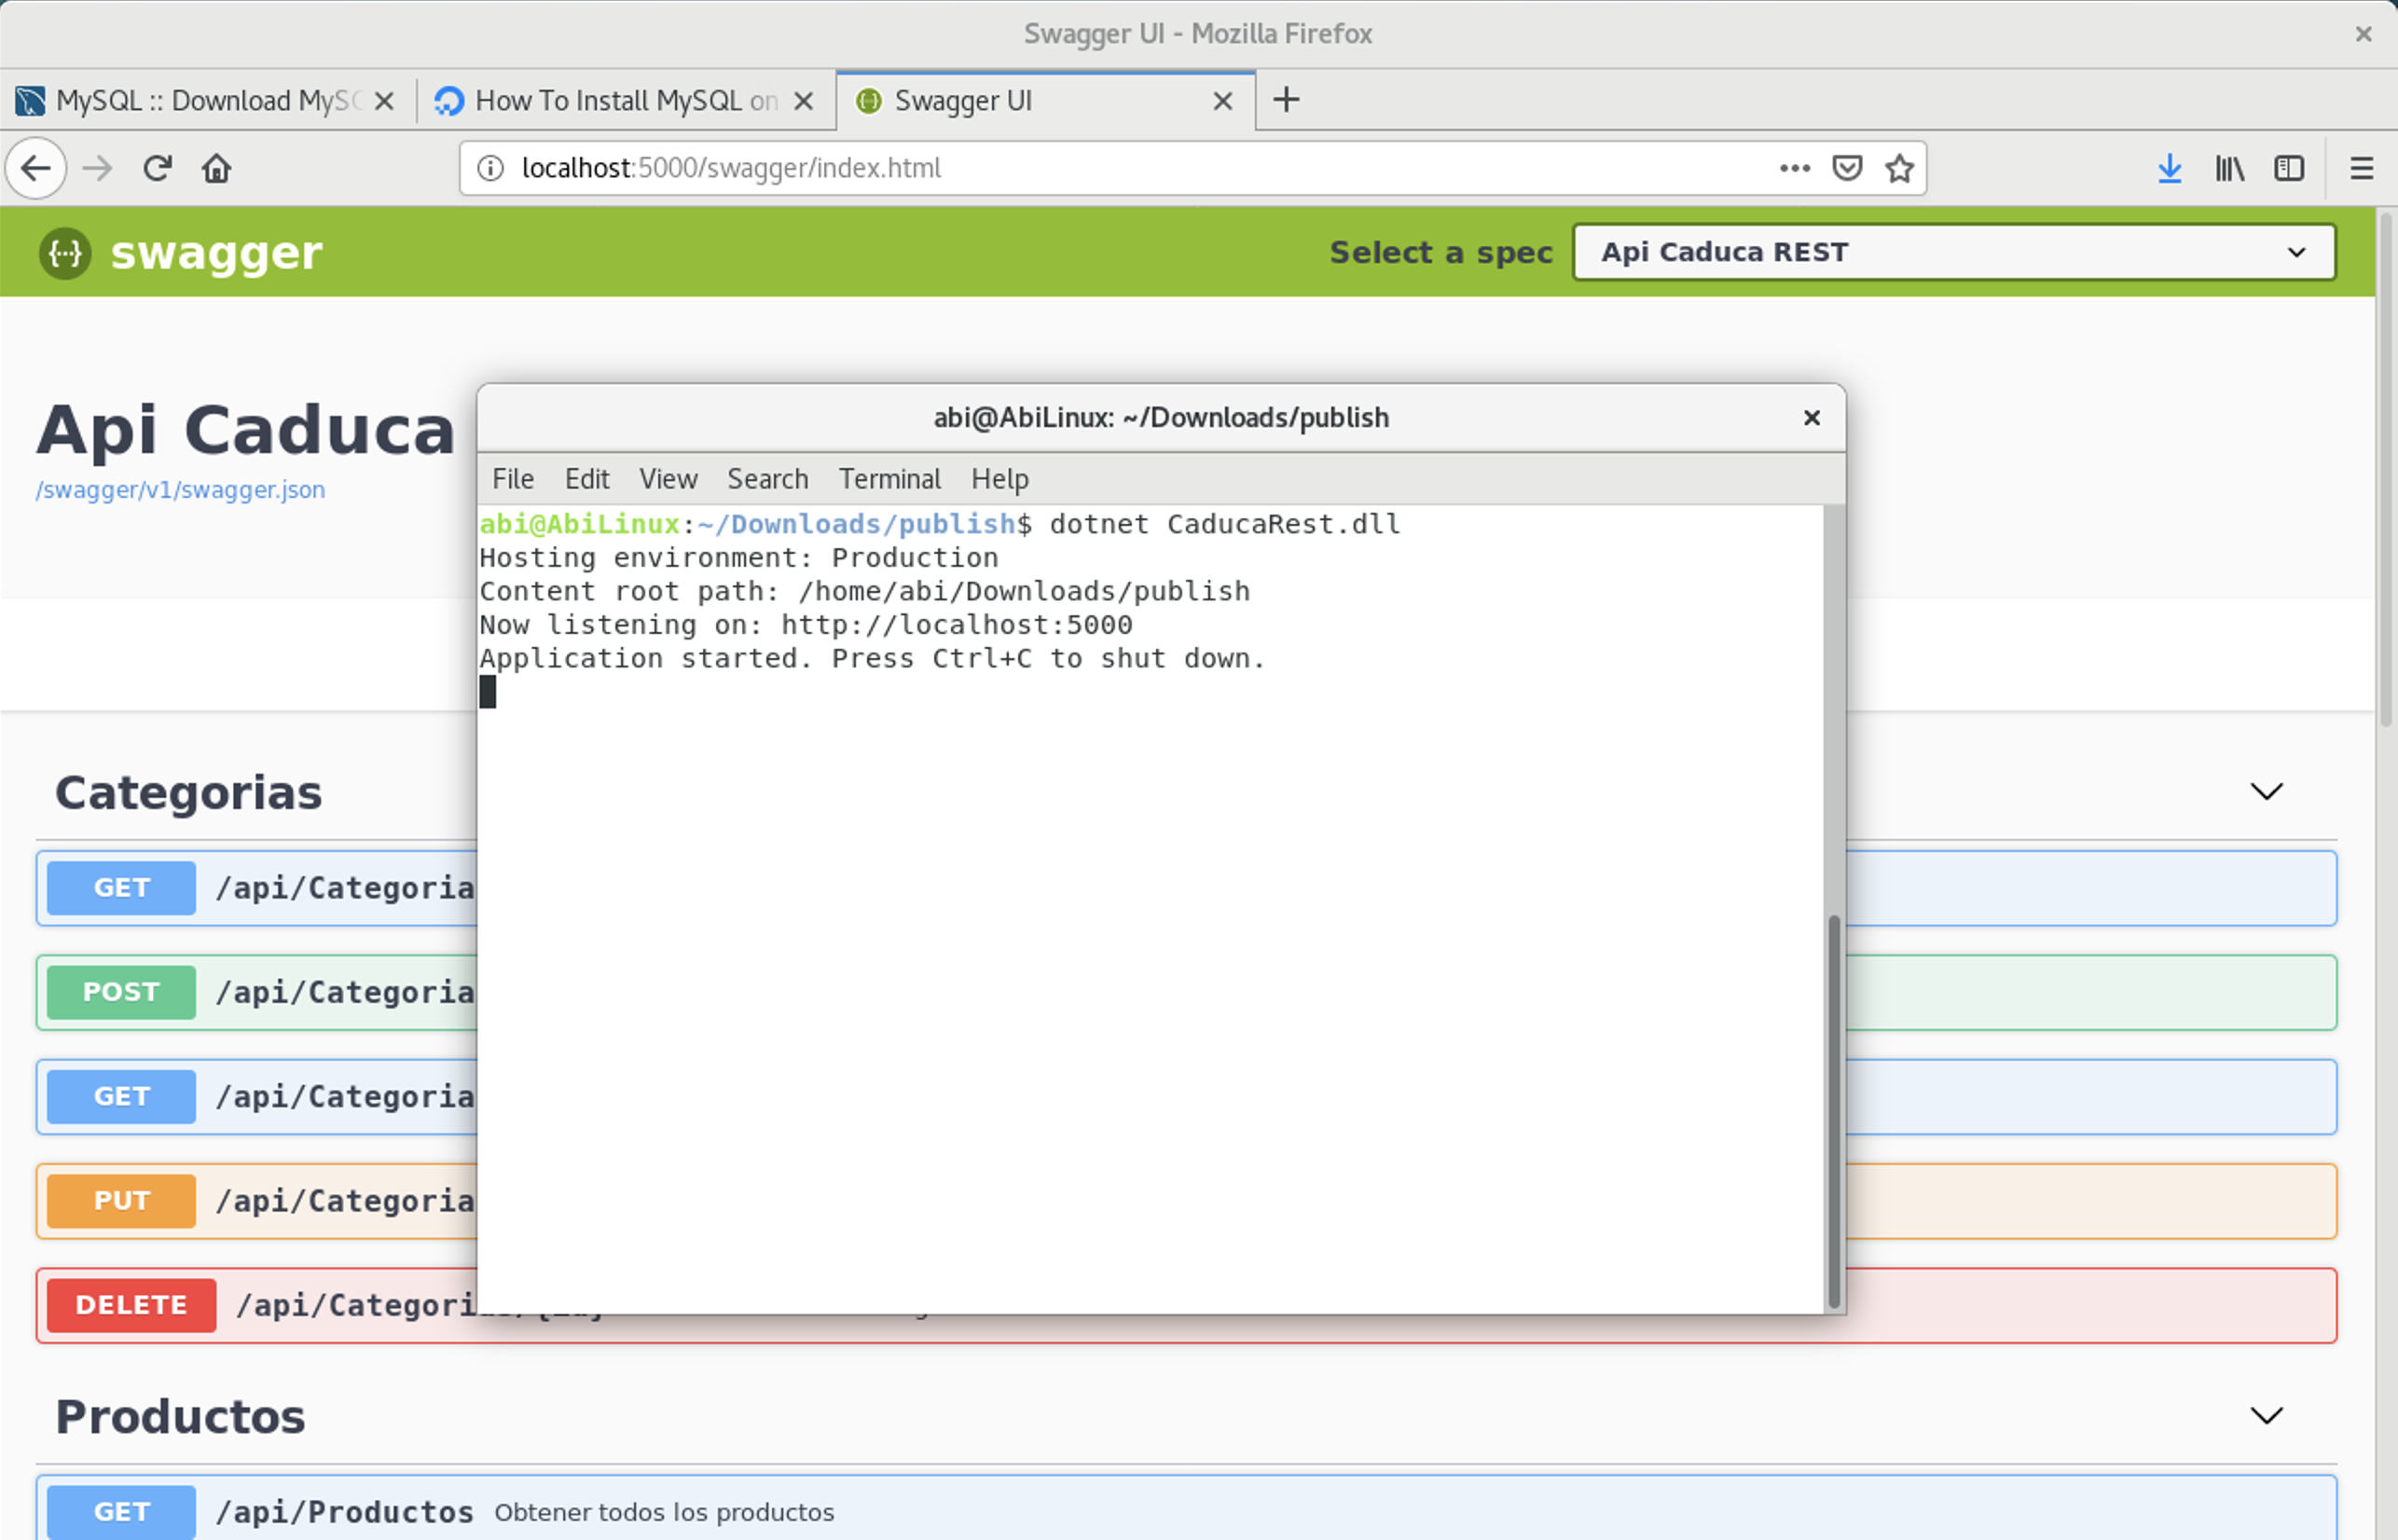 Swagger UI - Mozilla Firefox
MySQL :: Download MySQ
How To Install MySQL on
Swagger UI
localhost:5000/swagger/index.html
swagger
Select a spec
Api Caduca REST
Api Caduca
/swagger/v1/swagger.json
abi@AbiLinux: ~/Downloads/publish
File Edit View Search Terminal Help
abi@AbiLinux:~/Downloads/publish$ dotnet CaducaRest.dll
Hosting environment: Production
Content root path: /home/abi/Downloads/publish
Now listening on: http://localhost:5000
Application started. Press Ctrl+C to shut down.
Categorias
GET /api/Categoria
POST /api/Categoria
GET /api/Categoria
PUT /api/Categoria
DELETE /api/Categori
Productos
GET /api/Productos Obtener todos los productos